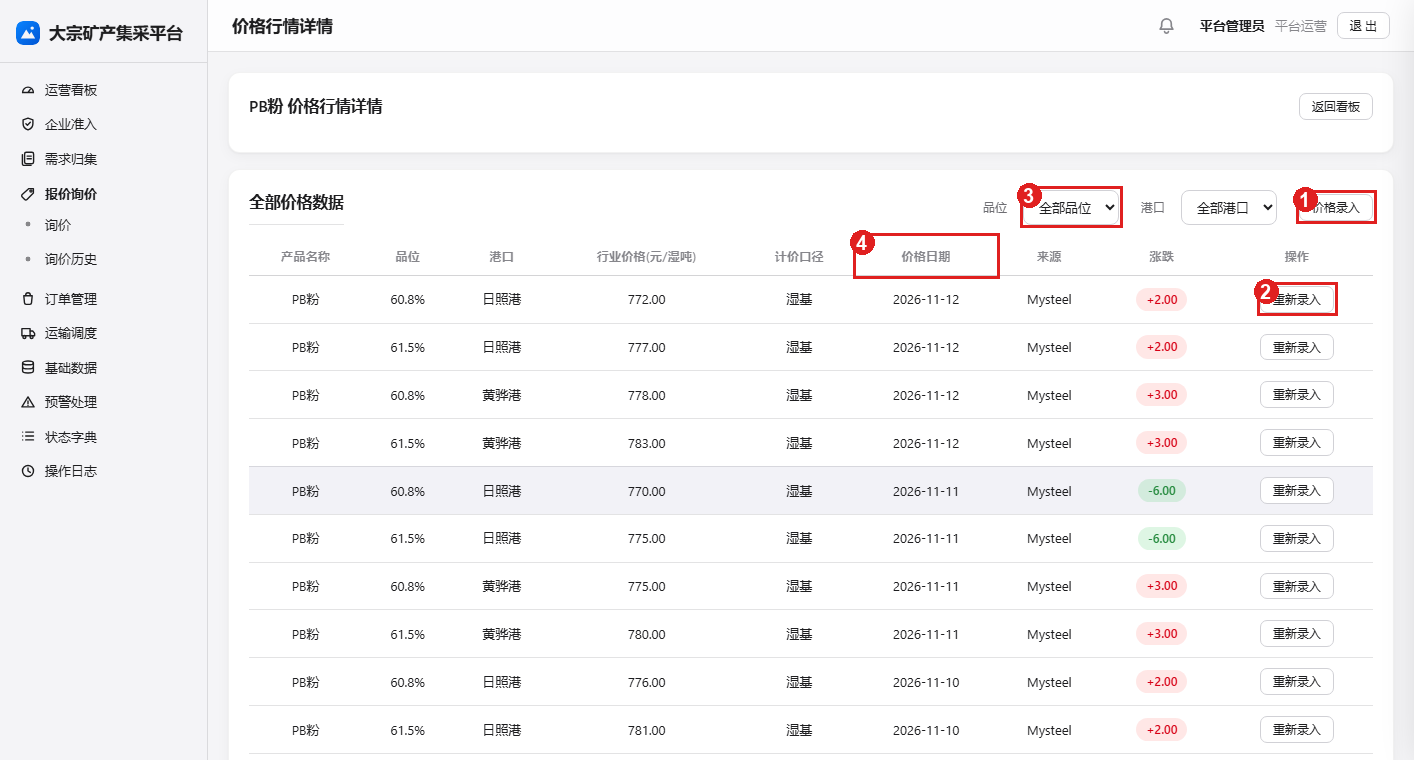 大宗矿产集采平台
价格行情详情
平台管理员 平台运营 退 出
运营看板
企业准入
需求归集
报价询价
询价
询价历史
订单管理
运输调度
基础数据
预警处理
状态字典
操作日志
PB粉 价格行情详情
返回看板
全部价格数据
品位 3 全部品位 港口 全部港口 1 价格录入
产品名称 品位 港口 行业价格(元/湿吨) 计价口径 4 价格日期 来源 涨跌 操作
PB粉 60.8% 日照港 772.00 湿基 2026-11-12 Mysteel +2.00 2 重新录入
PB粉 61.5% 日照港 777.00 湿基 2026-11-12 Mysteel +2.00 重新录入
PB粉 60.8% 黄骅港 778.00 湿基 2026-11-12 Mysteel +3.00 重新录入
PB粉 61.5% 黄骅港 783.00 湿基 2026-11-12 Mysteel +3.00 重新录入
PB粉 60.8% 日照港 770.00 湿基 2026-11-11 Mysteel -6.00 重新录入
PB粉 61.5% 日照港 775.00 湿基 2026-11-11 Mysteel -6.00 重新录入
PB粉 60.8% 黄骅港 775.00 湿基 2026-11-11 Mysteel +3.00 重新录入
PB粉 61.5% 黄骅港 780.00 湿基 2026-11-11 Mysteel +3.00 重新录入
PB粉 60.8% 日照港 776.00 湿基 2026-11-10 Mysteel +2.00 重新录入
PB粉 61.5% 日照港 781.00 湿基 2026-11-10 Mysteel +2.00 重新录入